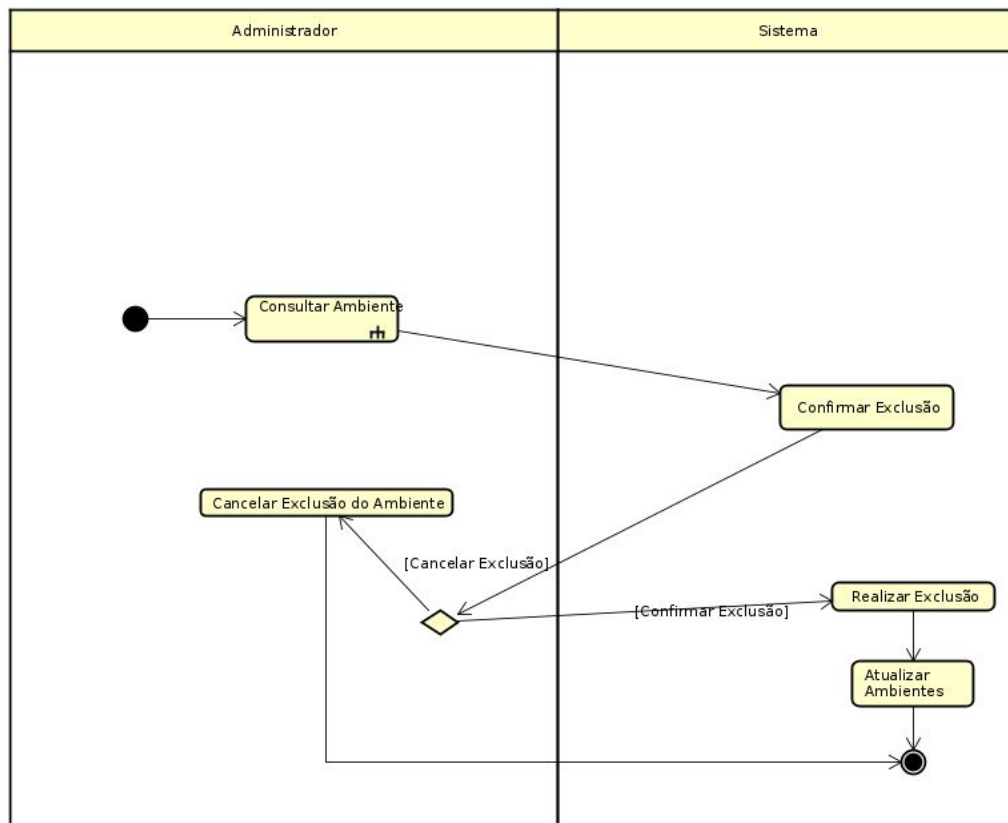 Administrador
Sistema
Consultar Ambiente
Confirmar Exclusão
Cancelar Exclusão do Ambiente
[Cancelar Exclusão]
[Confirmar Exclusão]
Realizar Exclusão
Atualizar
Ambientes